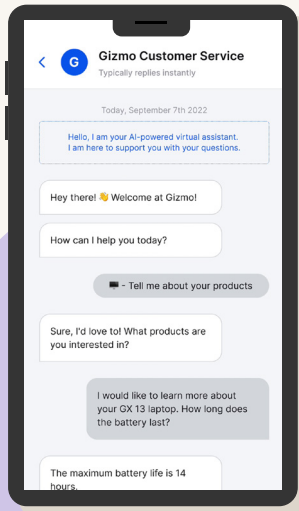 Gizmo Customer Service
G
Typically replies instantly
Today, September 7th 2022
Hello, I am your AI-powered virtual assistant.
I am here to support you with your questions.
Hey there! 👋 Welcome at Gizmo!
How can I help you today?
🖥️ - Tell me about your products
Sure, I'd love to! What products are
you interested in?
I would like to learn more about
your GX 13 laptop. How long does
the battery last?
The maximum battery life is 14
hours.